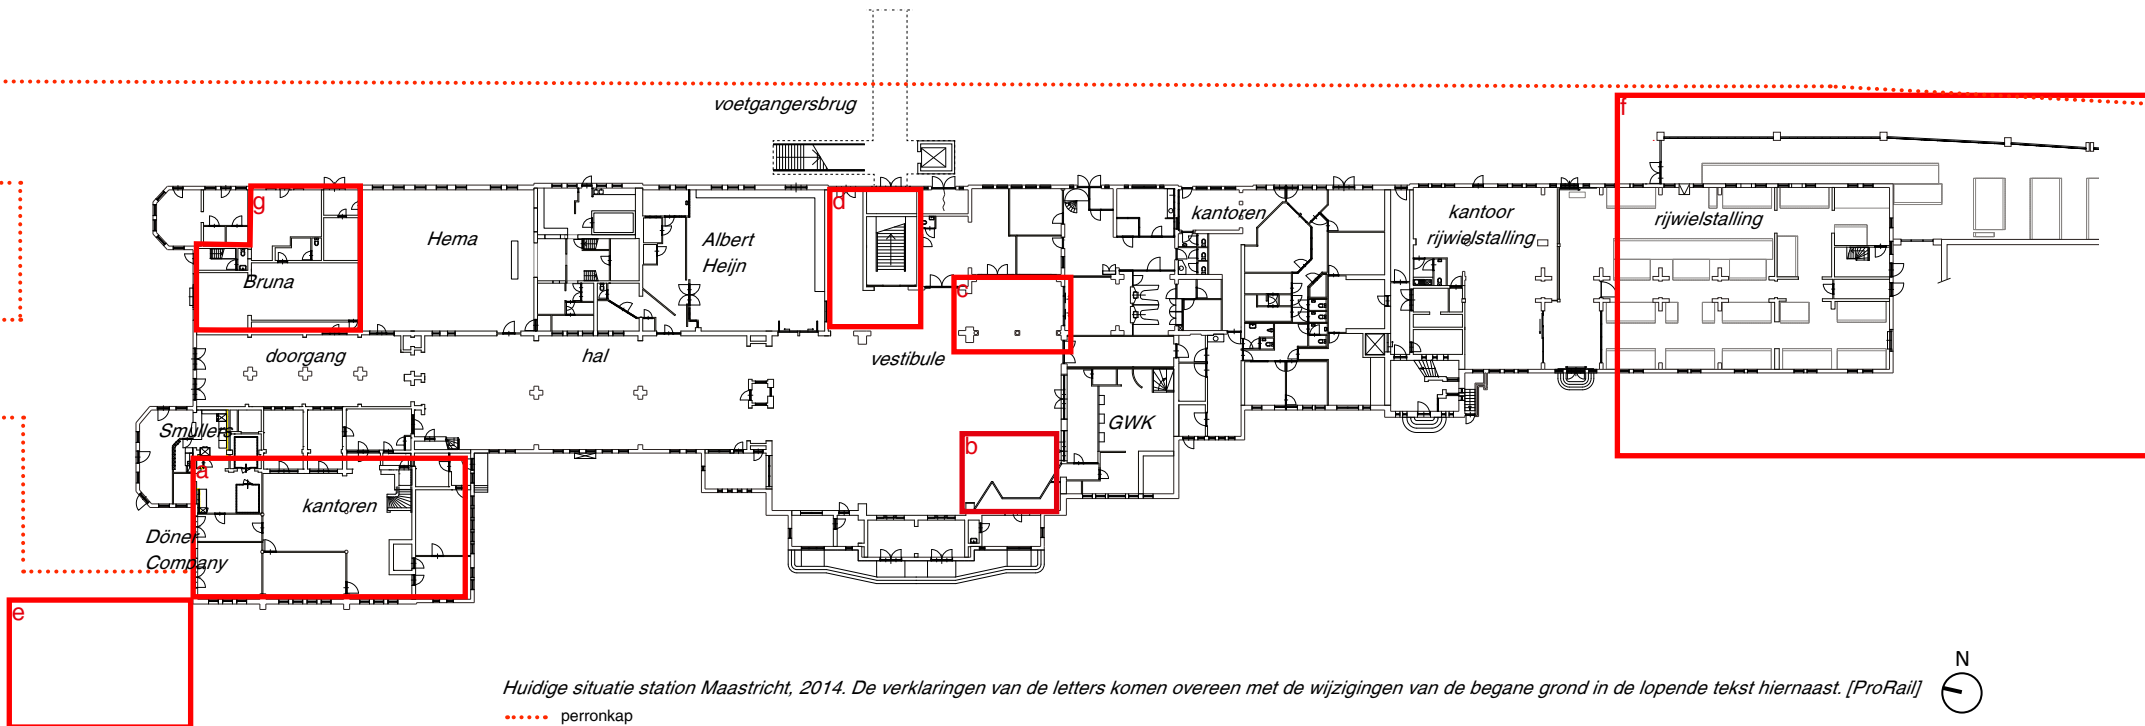 voetgangersbrug
f
g
d
Hema
Albert
Heijn
kantoren
kantoor
rijwielstalling
rijwielstalling
Bruna
c
doorgang
hal
vestibule
Smullers
GWK
b
a
kantoren
Döner
Company
e
N
Huidige situatie station Maastricht, 2014. De verklaringen van de letters komen overeen met de wijzigingen van de begane grond in de lopende tekst hiernaast. [ProRail]
perronkap